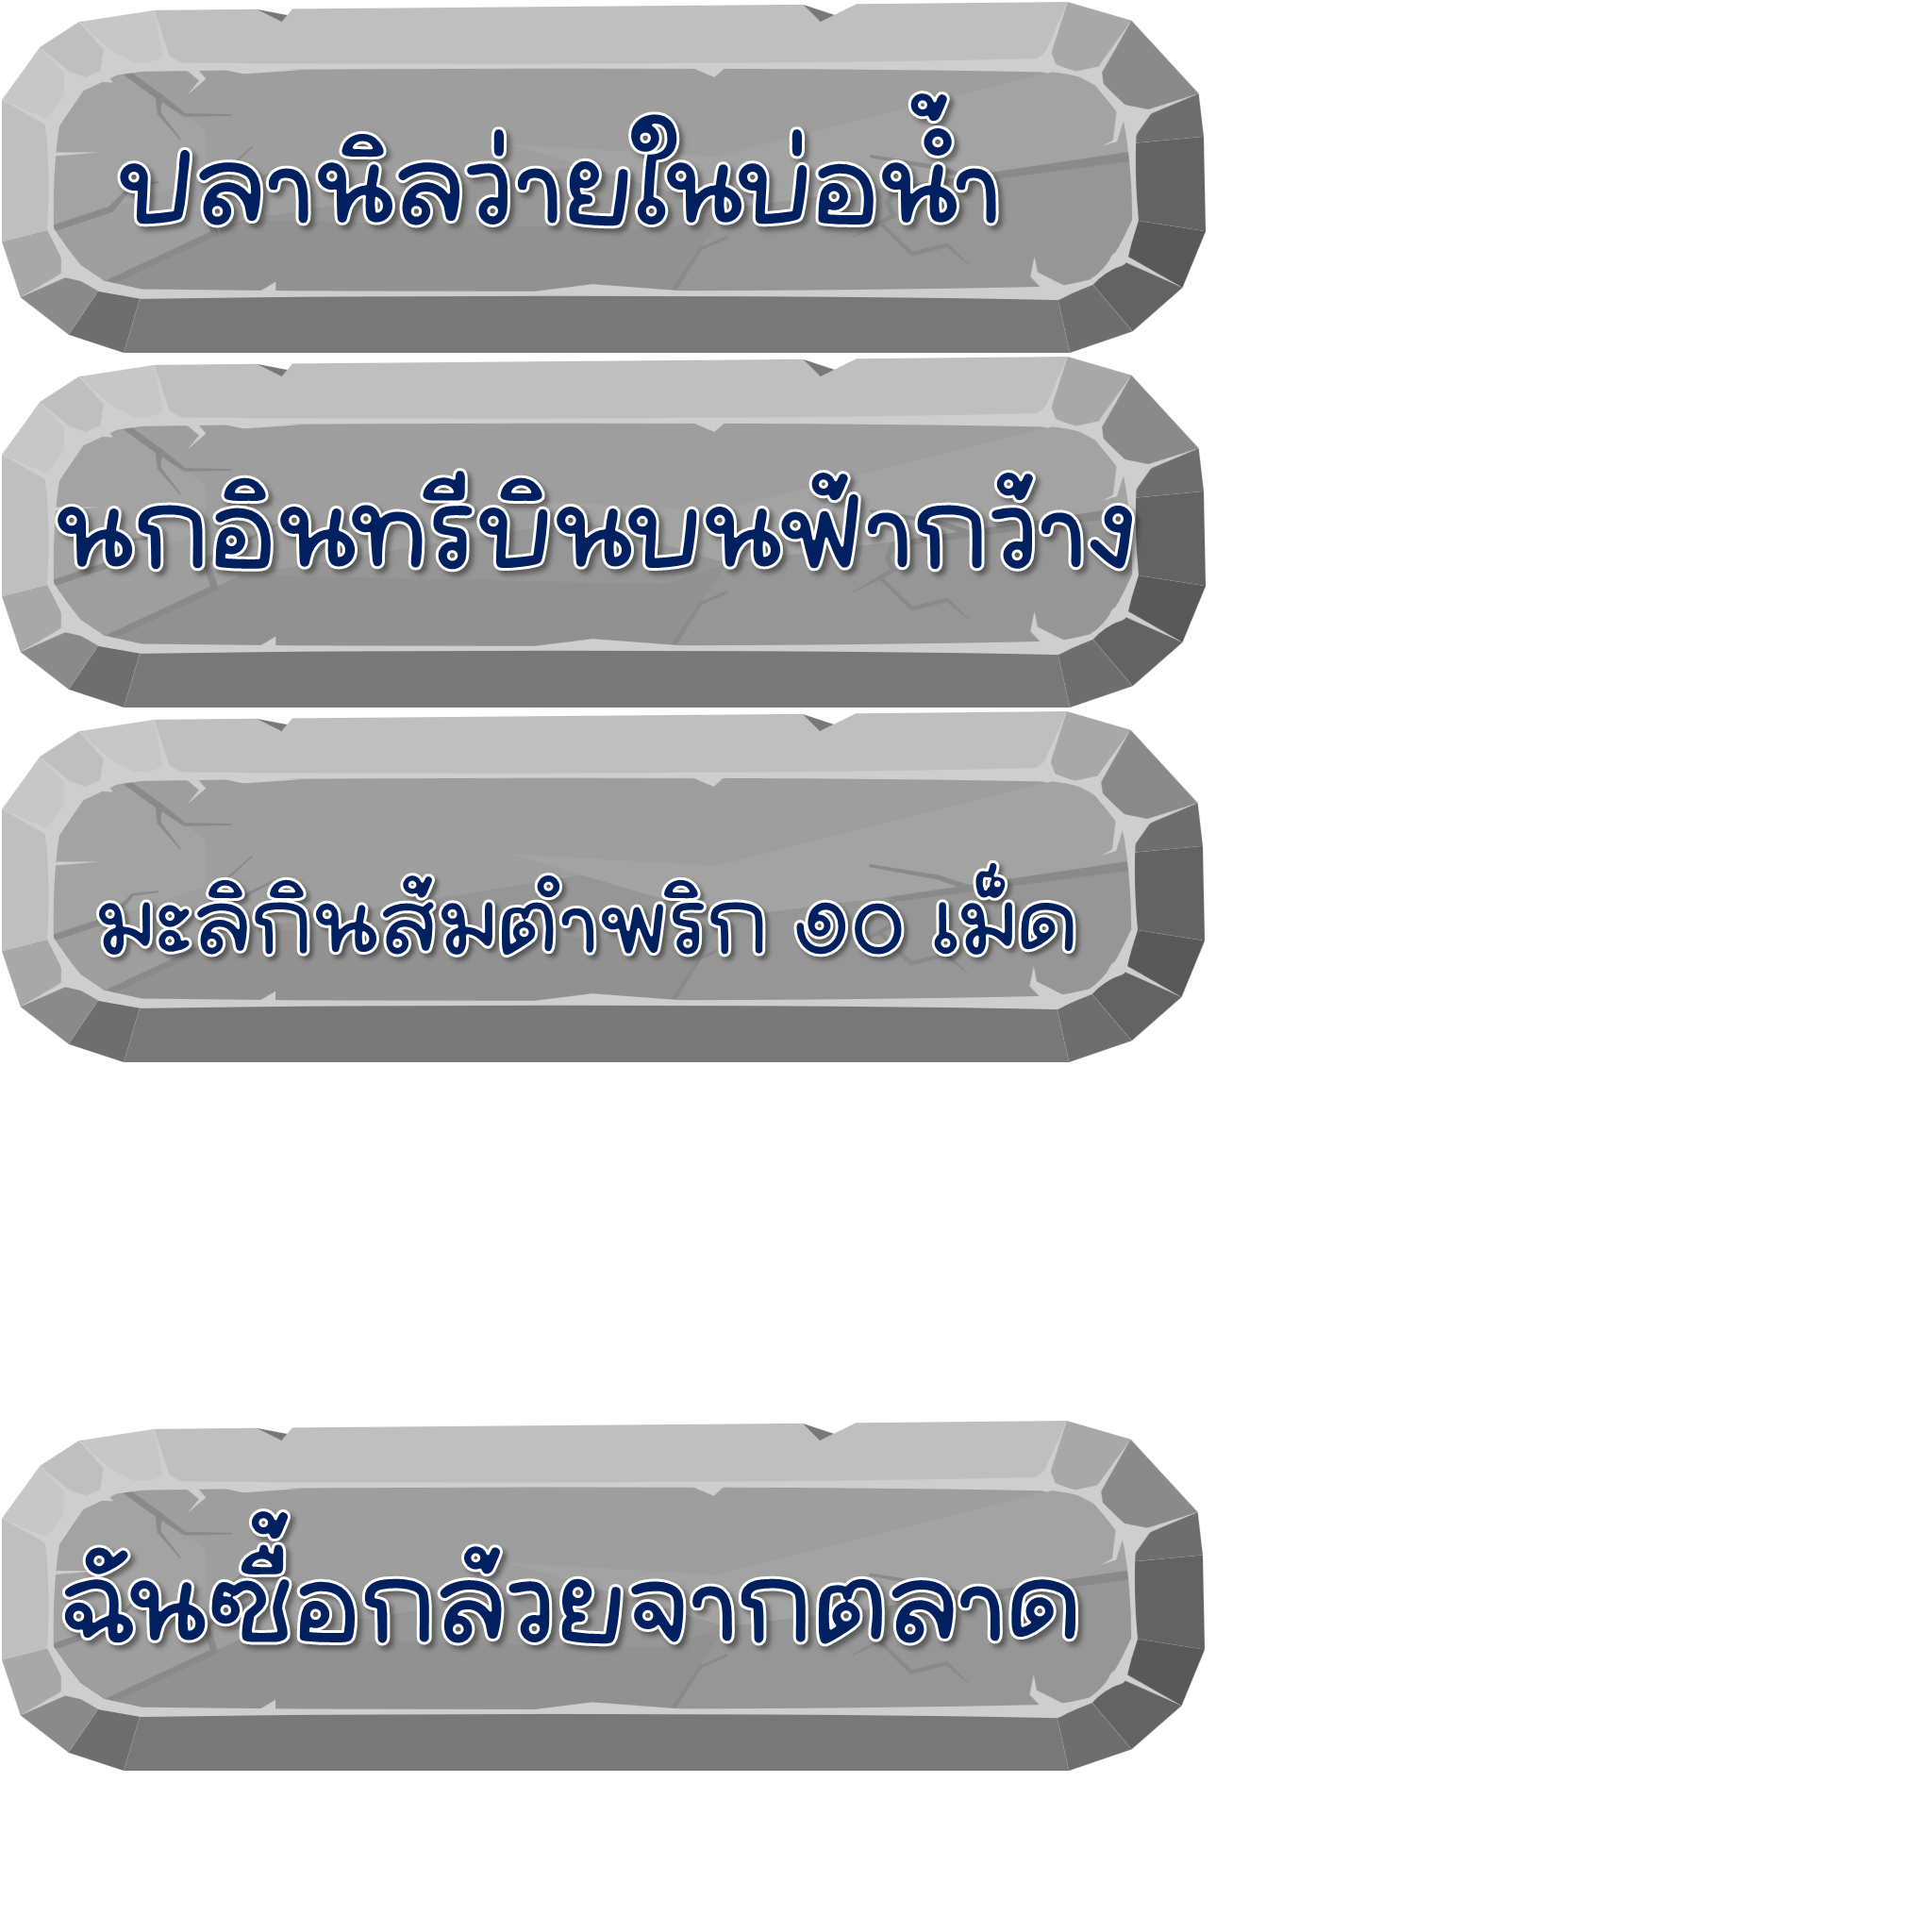 ปลานิลว่ายในบ่อน้ำ
นกอินทรีบินบนฟ้ากว้าง
มะลิกินส้มตำพริก ๑๐ เม็ด
ฉันซื้อกล้วยจากตลาด